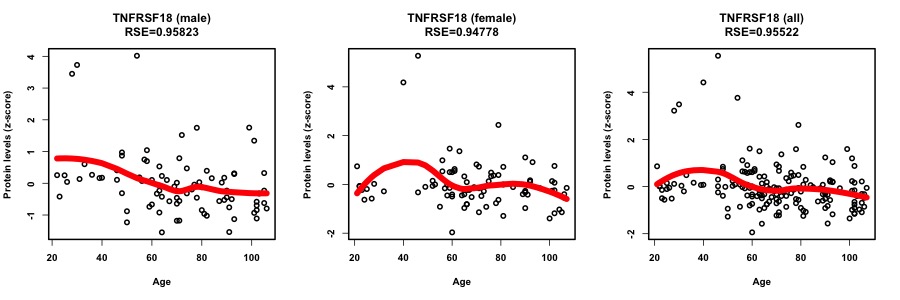 TNFRSF18 (male)
RSE=0.95823
Protein levels (z-score)
4
3
2
1
0
-1
20
40
60
80
100
Age
TNFRSF18 (female)
RSE=0.94778
Protein levels (z-score)
4
2
0
-2
20
40
60
80
100
Age
TNFRSF18 (all)
RSE=0.95522
Protein levels (z-score)
4
2
0
-2
20
40
60
80
100
Age